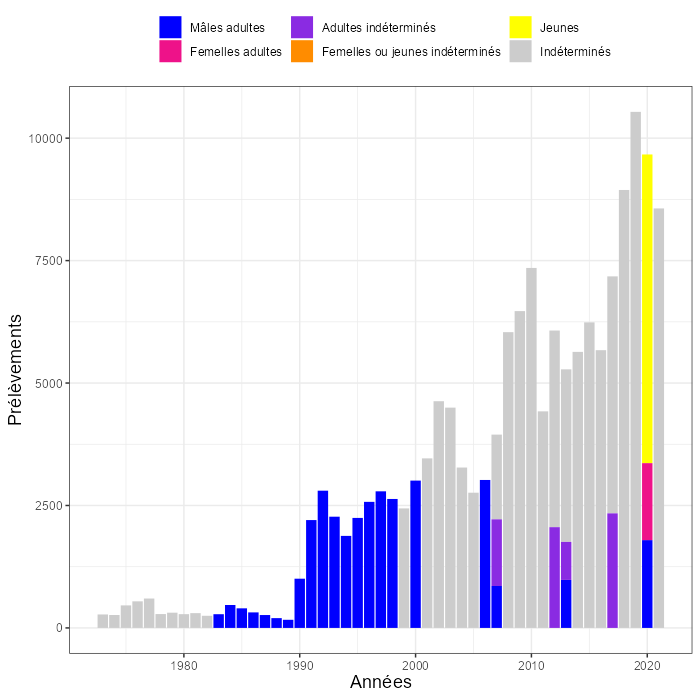 Mâles adultes Adultes indéterminés Jeunes
Femelles adultes Femelles ou jeunes indéterminés Indéterminés
Prélèvements
10000
7500
5000
2500
0
1980 1990 2000 2010 2020
Années